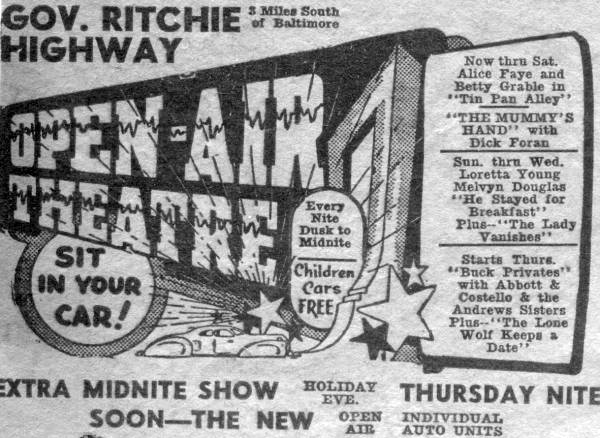 GOV. RITCHIE
HIGHWAY
3 Miles South
of Baltimore
OPEN-AIR
THEATRE
SIT
IN YOUR
CAR!
Every
Nite
Dusk to
Midnite
Children
Cars
FREE
Now thru Sat.
Alice Faye and
Betty Grable in
"Tin Pan Alley"
"THE MUMMY'S
HAND" with
Dick Foran
Sun. thru Wed.
Loretta Young
Melvyn Douglas
"He Stayed for
Breakfast"
Plus--"The Lady
Vanishes"
Starts Thurs.
"Buck Privates"
with Abbott &
Costello & the
Andrews Sisters
Plus--"The Lone
Wolf Keeps a
Date"
EXTRA MIDNITE SHOW HOLIDAY EVE. THURSDAY NITE
SOON—THE NEW OPEN AIR INDIVIDUAL AUTO UNITS